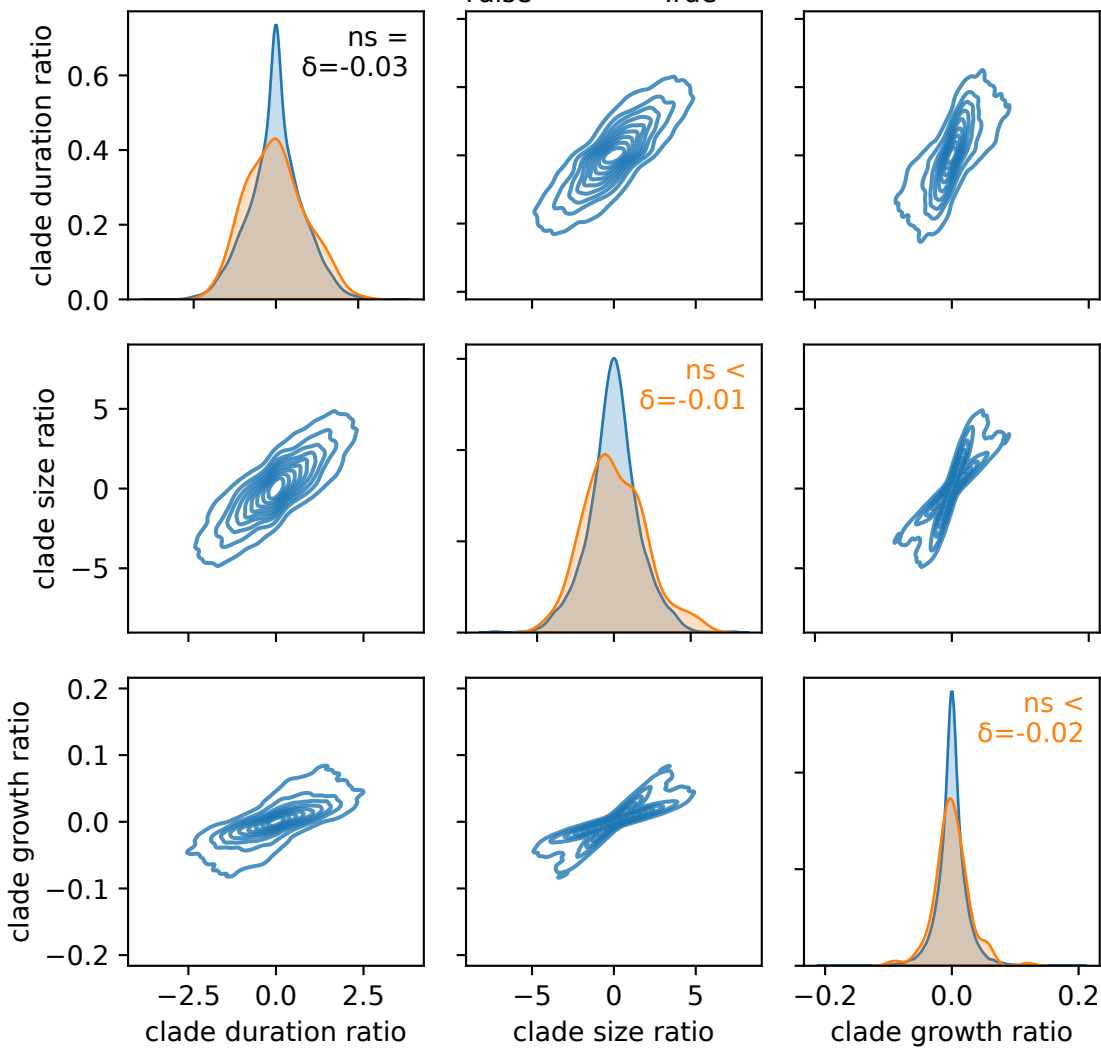 True
clade duration ratio
0.6
0.4
0.2
0.0
ns =
δ=-0.03
clade size ratio
5
0
−5
ns <
δ=-0.01
clade growth ratio
0.2
0.1
0.0
−0.1
−0.2
ns <
δ=-0.02
−2.5 0.0 2.5
−5 0 5
−0.2 0.0 0.2
clade duration ratio
clade size ratio
clade growth ratio